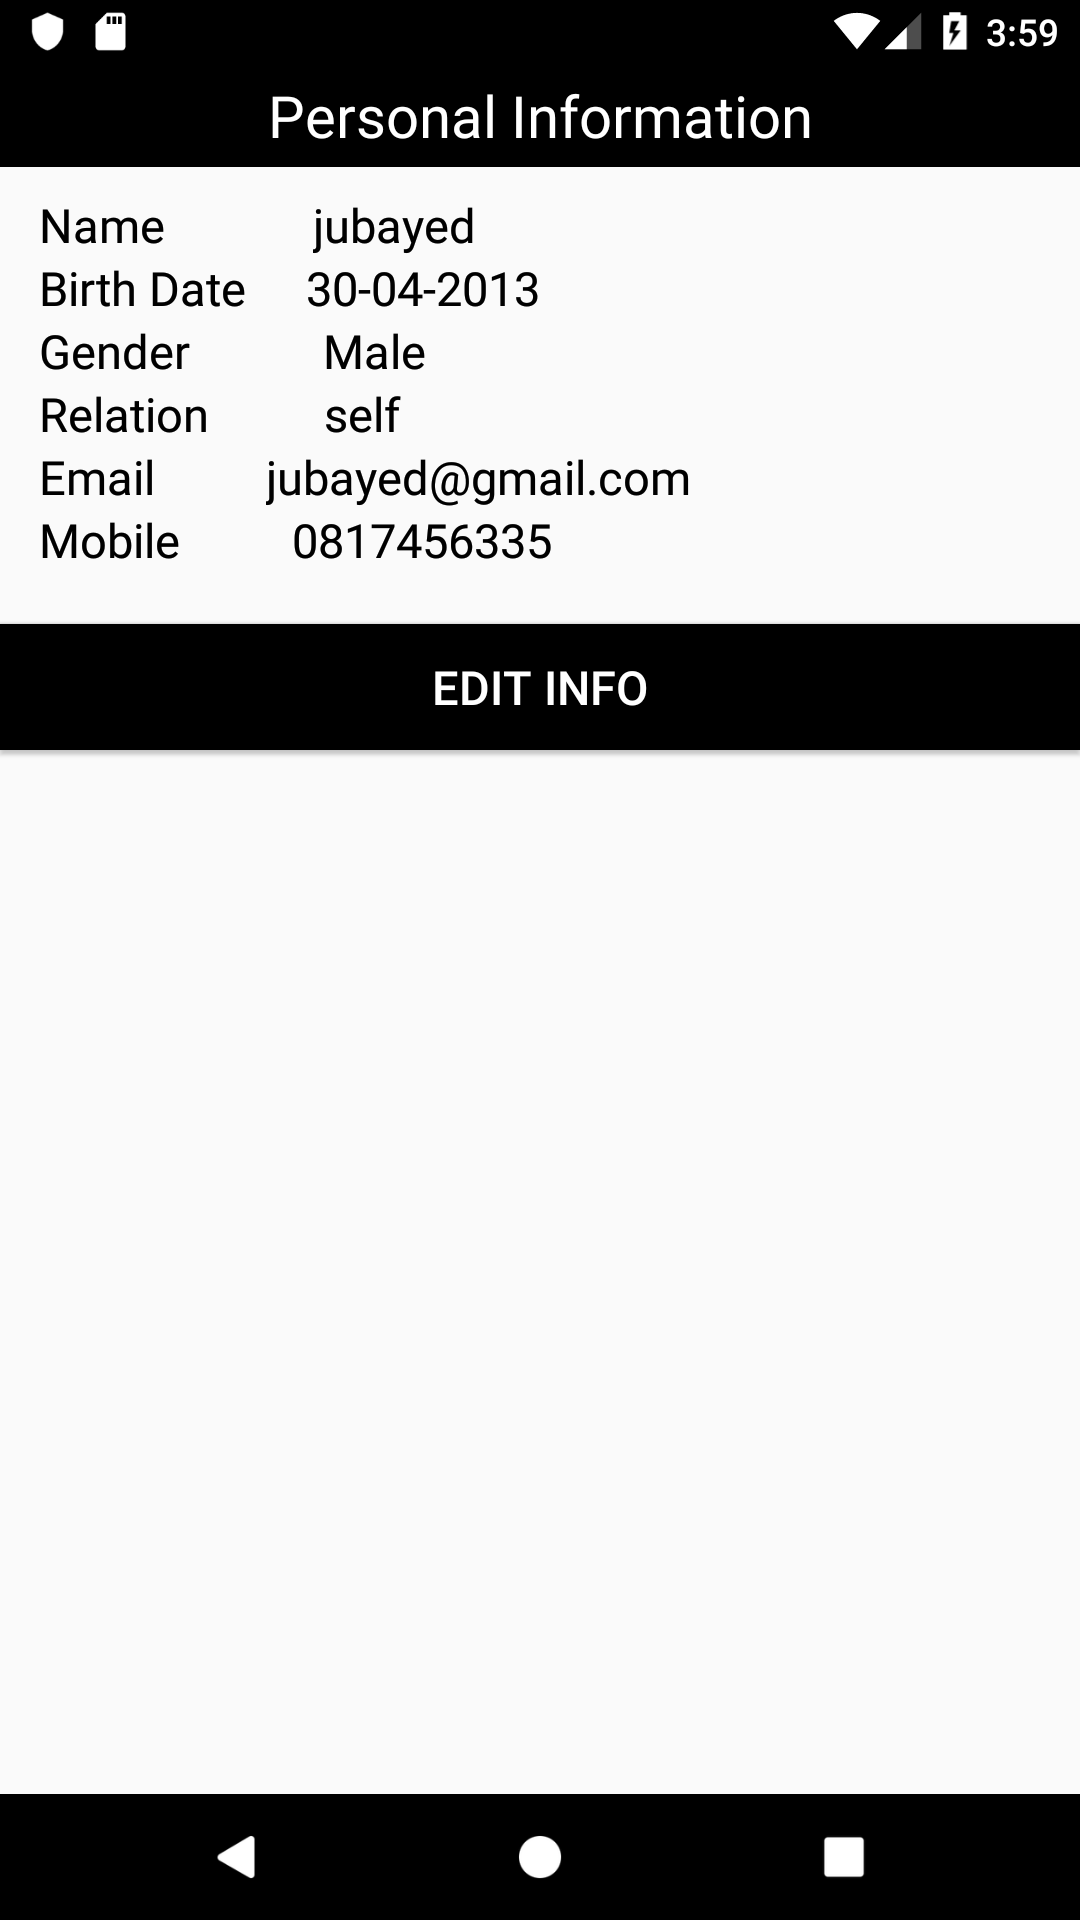 3:59
Personal Information
Name jubayed
Birth Date 30-04-2013
Gender Male
Relation self
Email jubayed@gmail.com
Mobile 0817456335
EDIT INFO